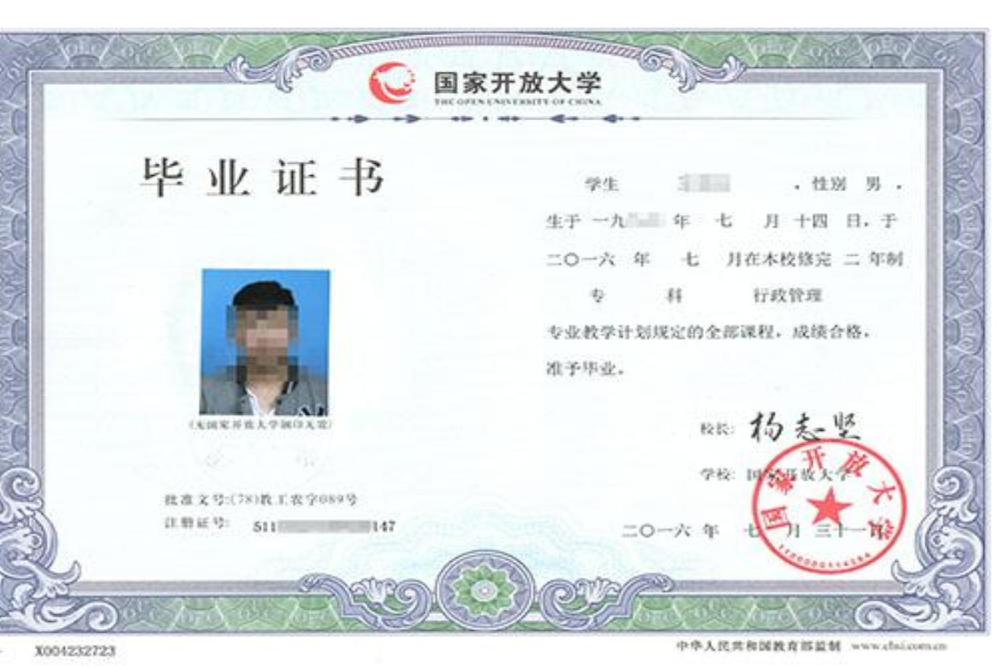 国家开放大学
THE OPEN UNIVERSITY OF CHINA
毕业证书
学生 ，性别 男 ，
生于 一九 年 七 月 十四 日，于
二〇一六 年 七 月在本校修完 二 年制
专 科 行政管理
专业教学计划规定的全部课程，成绩合格，
准予毕业。
(无国家开放大学钢印无效)
批准文号:(78)教工农字089号
注册证号: 511 147
校长: 杨志坚
学校: 国家开放大学
二〇一六 年 七 月 三十一日
国家开放大学
X004232723
中华人民共和国教育部监制 www.chsi.com.cn